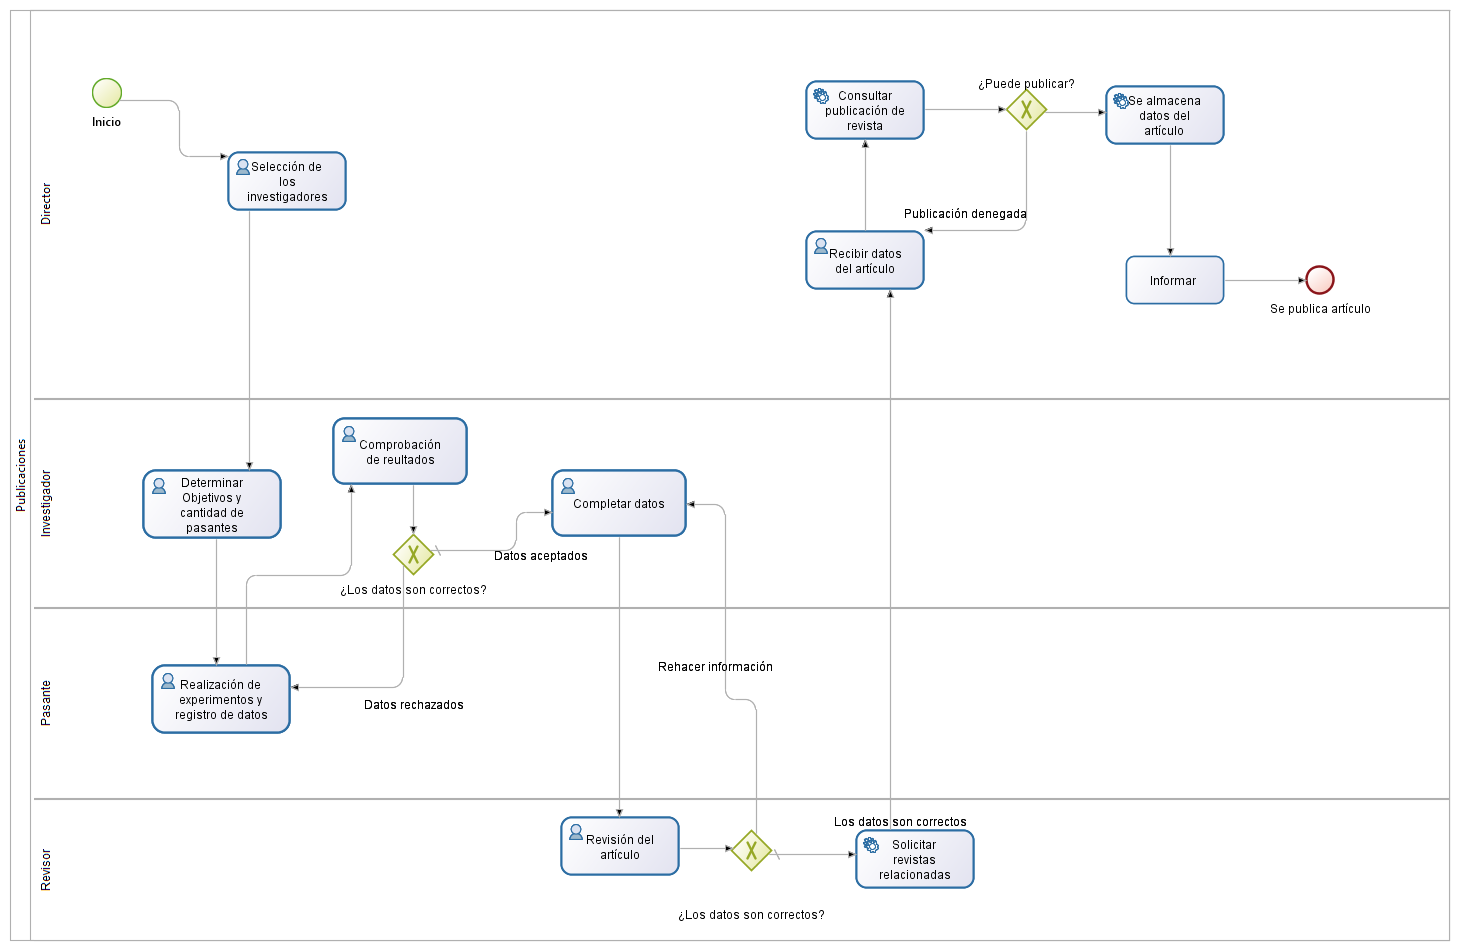 Publicaciones
Director
Inicio
Selección de
los
investigadores
Consultar
publicación de
revista
¿Puede publicar?
Se almacena
datos del
artículo
Publicación denegada
Recibir datos
del artículo
Informar
Se publica artículo
Investigador
Determinar
Objetivos y
cantidad de
pasantes
Comprobación
de reultados
¿Los datos son correctos?
Datos aceptados
Completar datos
Pasante
Realización de
experimentos y
registro de datos
Datos rechazados
Rehacer información
Revisor
Revisión del
artículo
¿Los datos son correctos?
Los datos son correctos
Solicitar
revistas
relacionadas